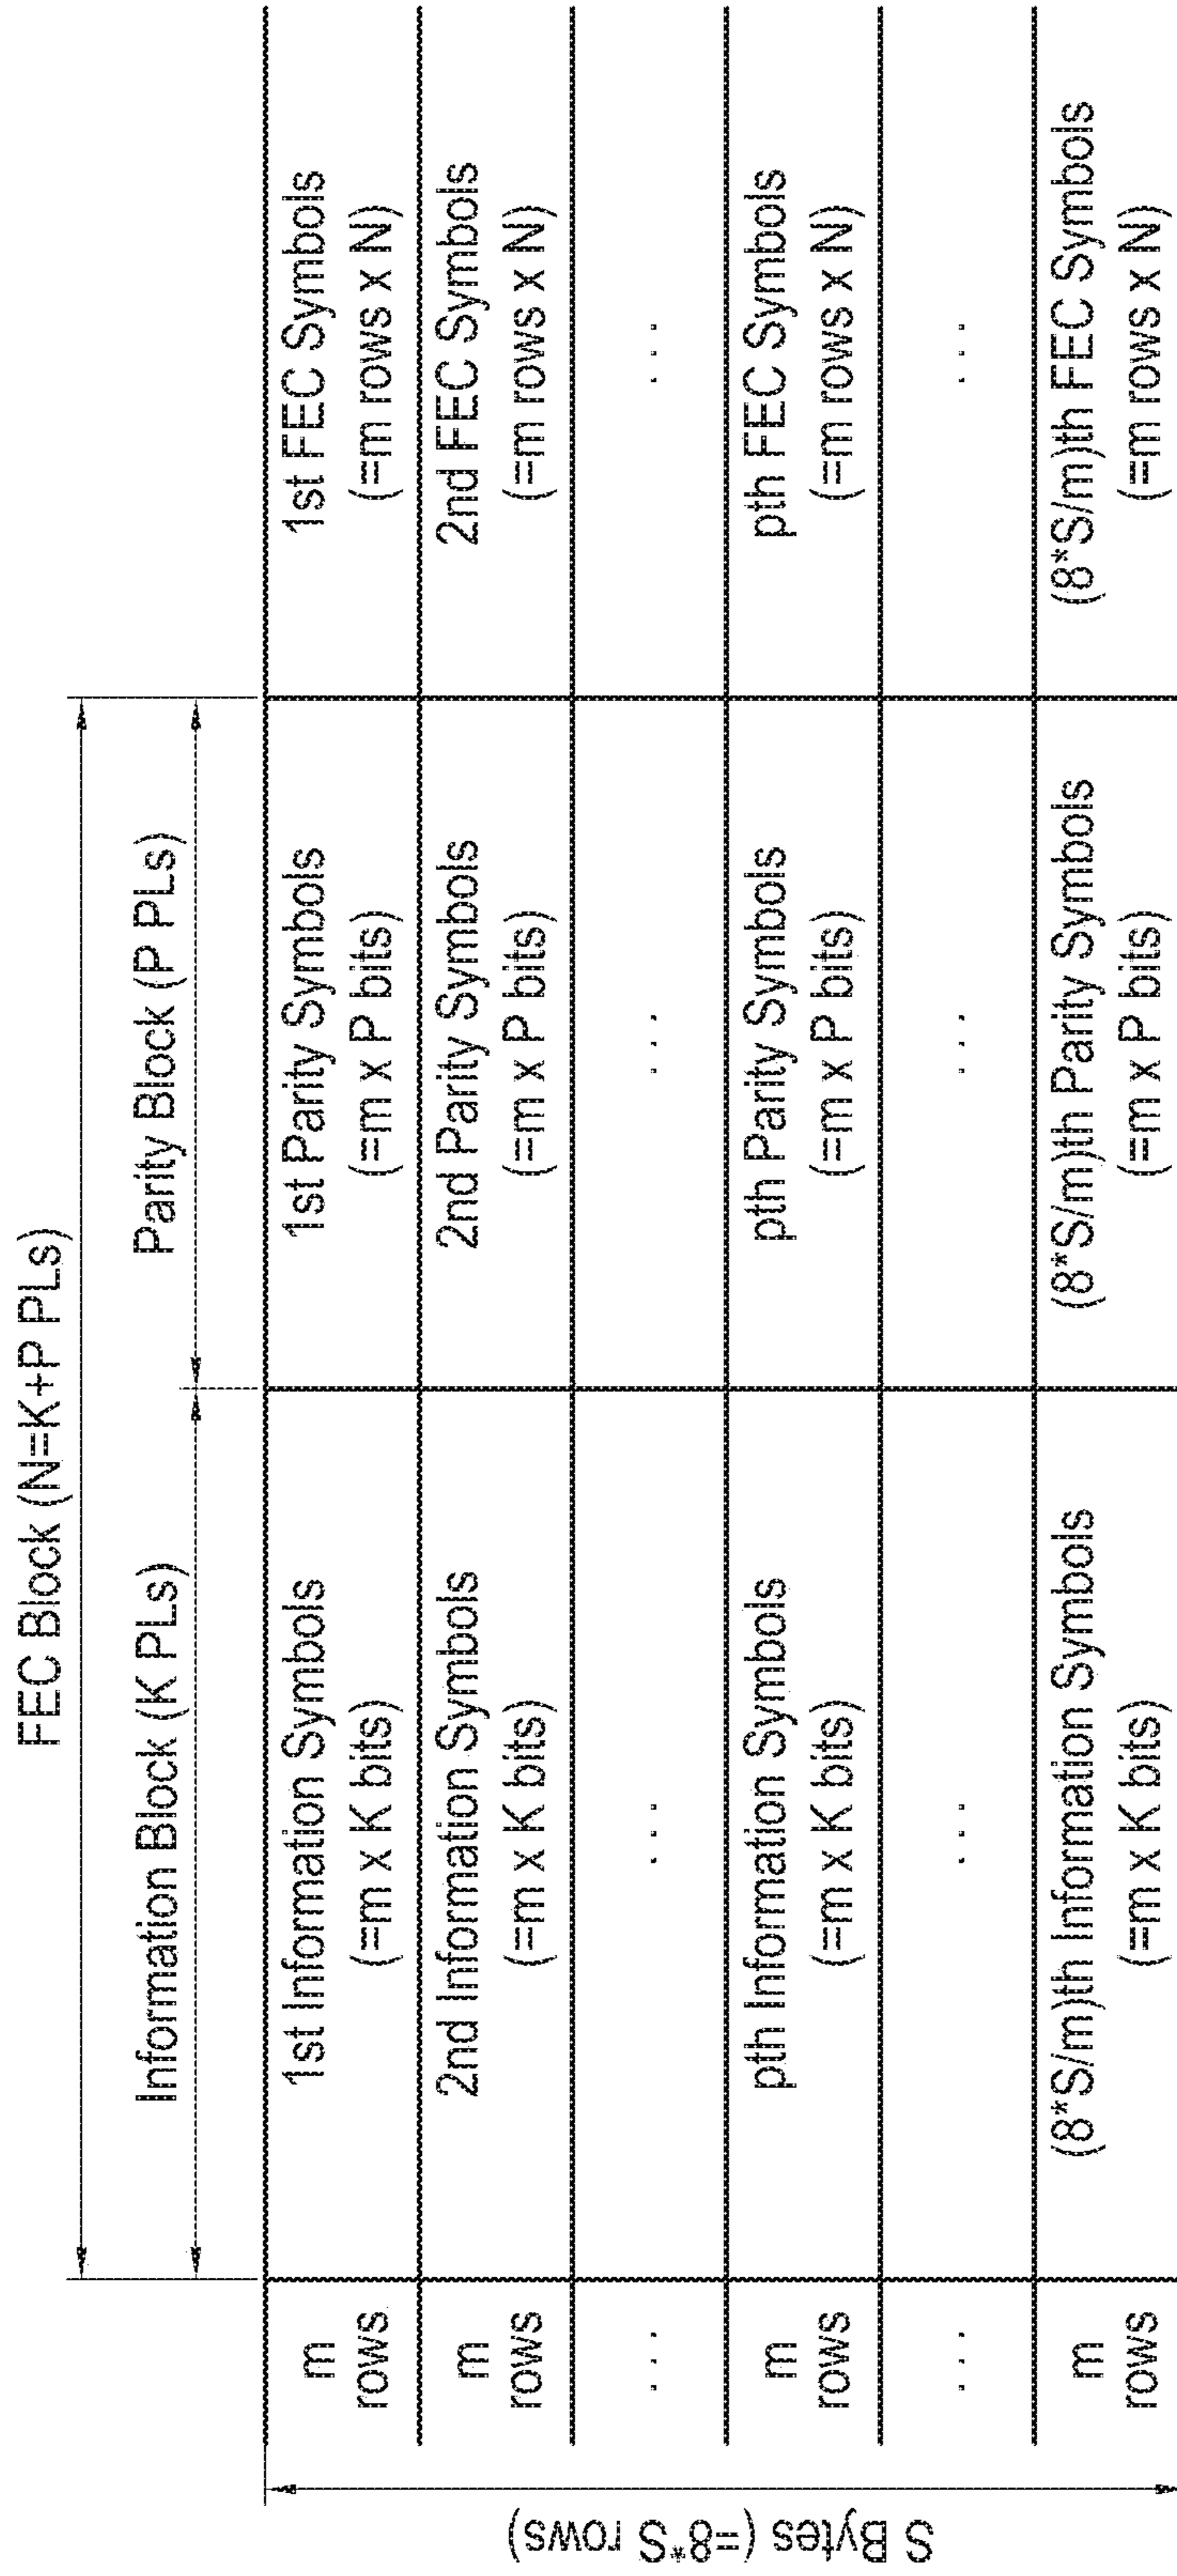 FEC Block (N=K+P PLs)
Information Block (K PLs)
Parity Block (P PLs)
S Bytes (=8*S rows)
m
rows
1st Information Symbols
(=m x K bits)
1st Parity Symbols
(=m x P bits)
1st FEC Symbols
(=m rows x N)
m
rows
2nd Information Symbols
(=m x K bits)
2nd Parity Symbols
(=m x P bits)
2nd FEC Symbols
(=m rows x N)
...
...
...
...
m
rows
pth Information Symbols
(=m x K bits)
pth Parity Symbols
(=m x P bits)
pth FEC Symbols
(=m rows x N)
...
...
...
...
m
rows
(8*S/m)th Information Symbols
(=m x K bits)
(8*S/m)th Parity Symbols
(=m x P bits)
(8*S/m)th FEC Symbols
(=m rows x N)